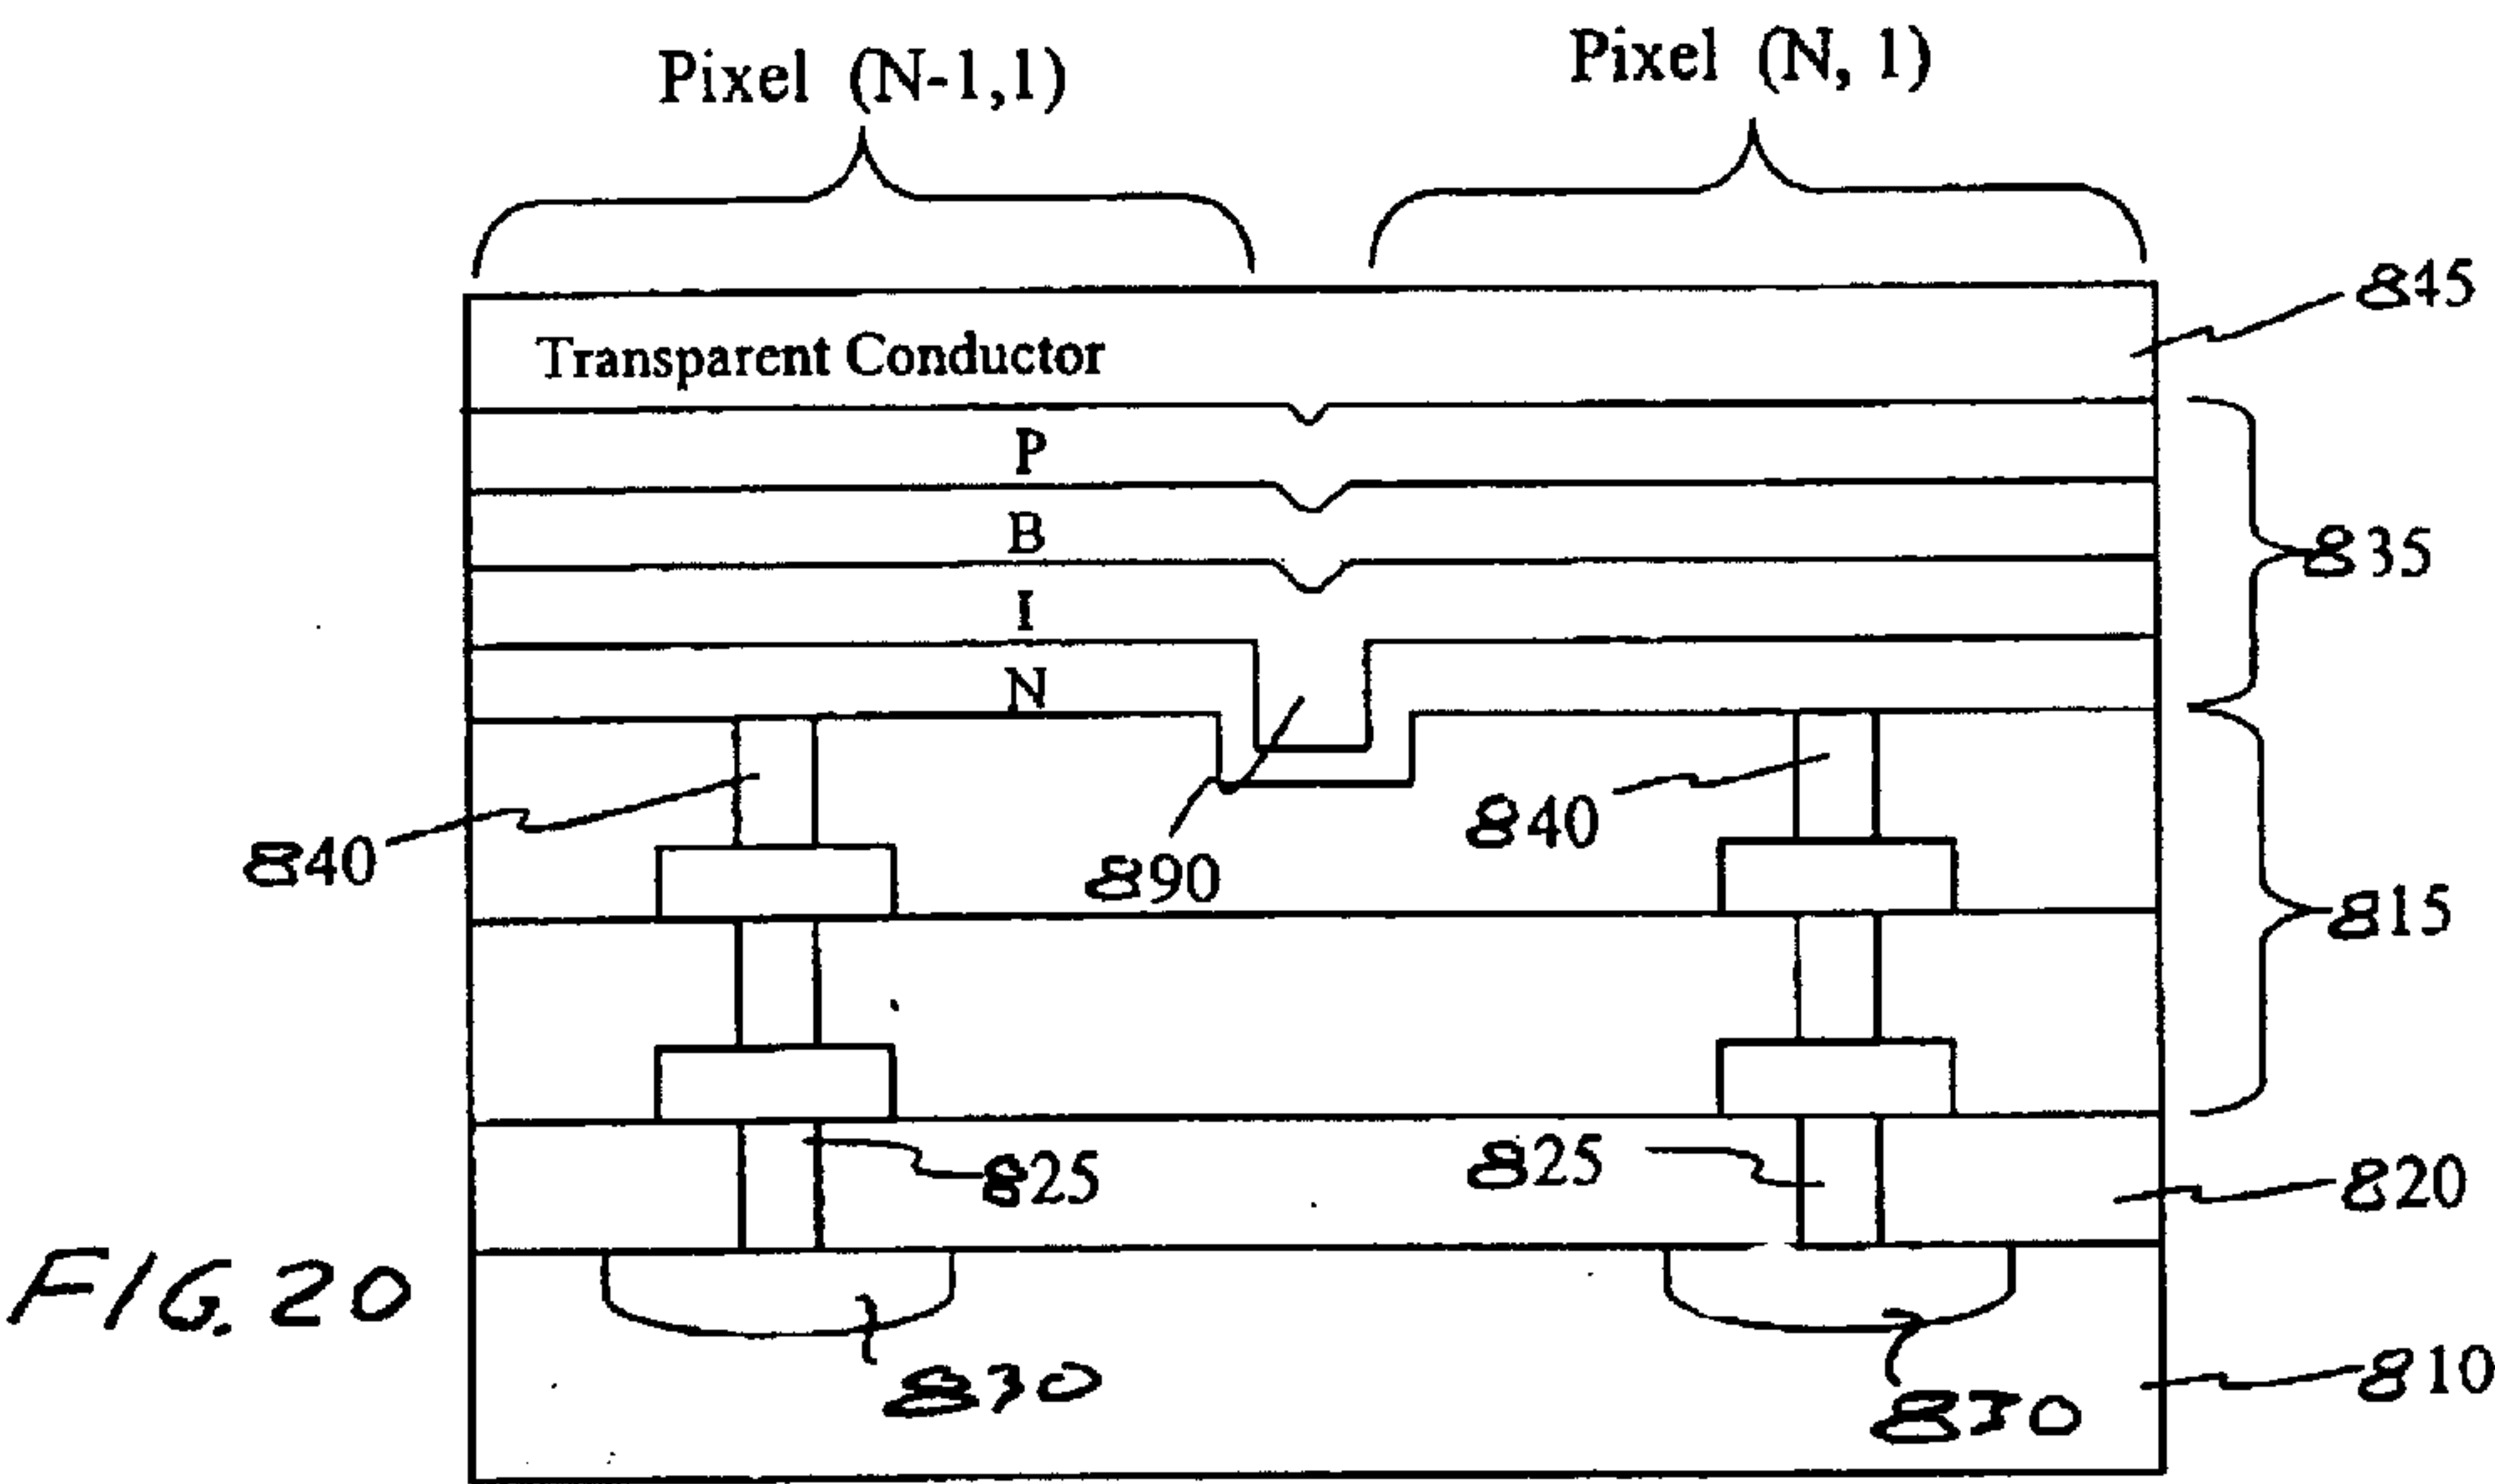 Pixel (N-1,1)
Pixel (N, 1)
845
Transparent Conductor
P
B
835
I
N
840
840
890
815
825
825
820
FIG. 20
830
830
810